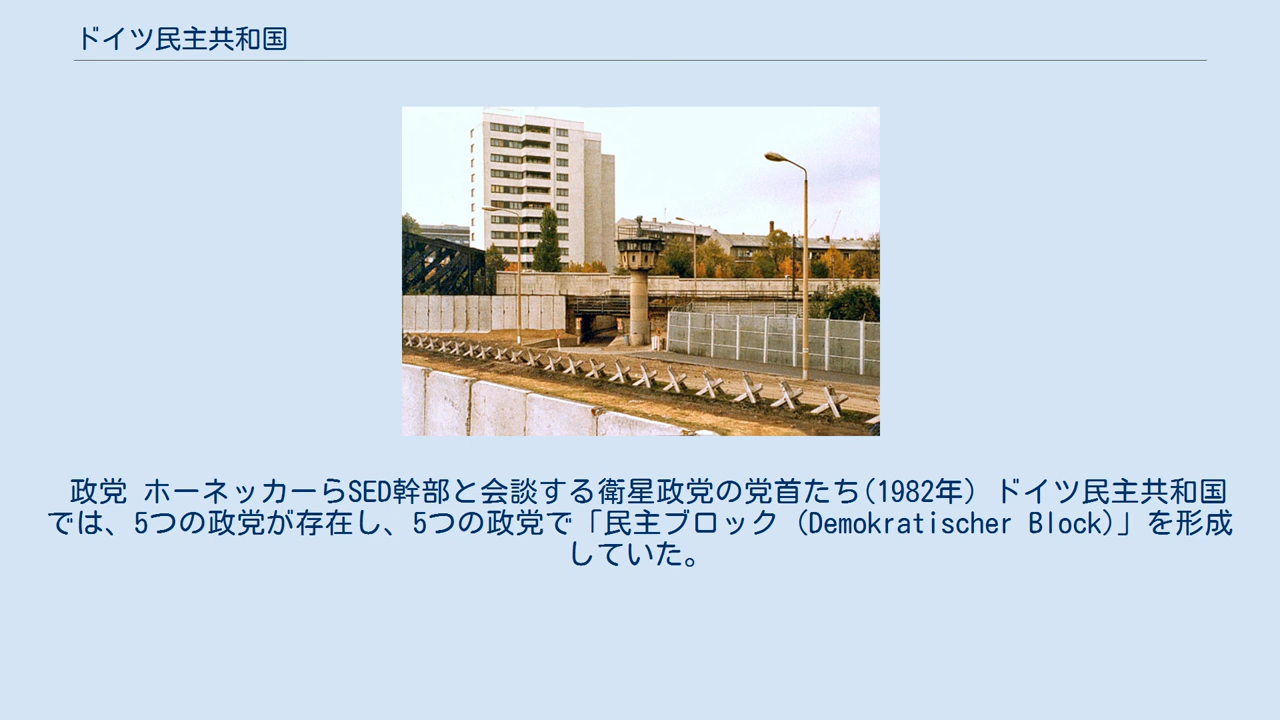 ドイツ民主共和国
政党 ホーネッカーらSED幹部と会談する衛星政党の党首たち(1982年) ドイツ民主共和国
では、5つの政党が存在し、5つの政党で「民主ブロック (Demokratischer Block)」を形成
していた。